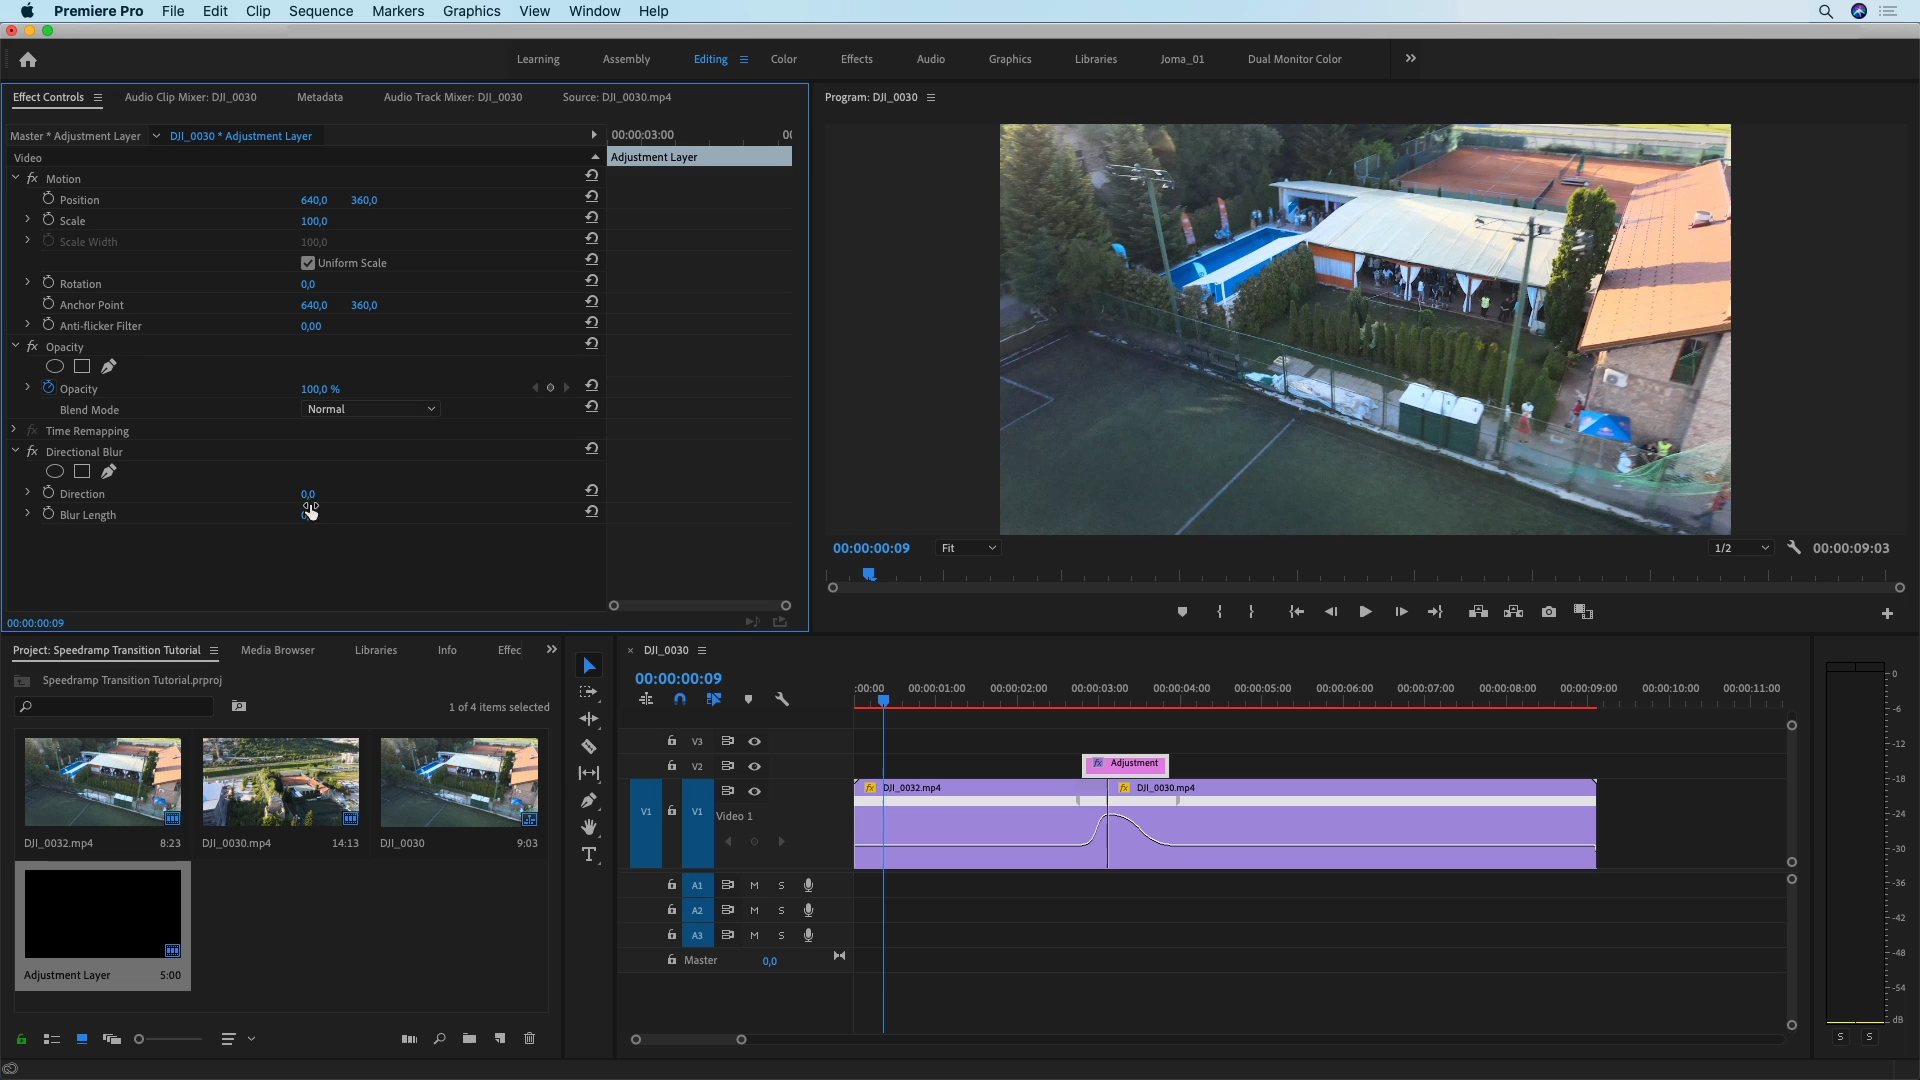 Premiere Pro File Edit Clip Sequence Markers Graphics View Window Help
Learning Assembly Editing Color Effects Audio Graphics Libraries Joma_01 Dual Monitor Color
Effect Controls Audio Clip Mixer: DJI_0030 Metadata Audio Track Mixer: DJI_0030 Source: DJI_0030.mp4
Master * Adjustment Layer DJI_0030 * Adjustment Layer
00:00:03:00
Video
Adjustment Layer
fx Motion
Position 640,0 360,0
Scale 100,0
Scale Width 100,0
Uniform Scale
Rotation 0,0
Anchor Point 640,0 360,0
Anti-flicker Filter 0,00
fx Opacity
Opacity 100,0 %
Blend Mode Normal
fx Time Remapping
fx Directional Blur
Direction 0,0
Blur Length
00:00:00:09
Program: DJI_0030
00:00:00:09 Fit 1/2 00:00:09:03
Project: Speedramp Transition Tutorial Media Browser Libraries Info Effec
Speedramp Transition Tutorial.prproj
1 of 4 items selected
DJI_0032.mp4 8:23
DJI_0030.mp4 14:13
DJI_0030 9:03
Adjustment Layer 5:00
DJI_0030
00:00:00:09
:00:00 00:00:01:00 00:00:02:00 00:00:03:00 00:00:04:00 00:00:05:00 00:00:06:00 00:00:07:00 00:00:08:00 00:00:09:00 00:00:10:00 00:00:11:00
V3
V2
fx Adjustment
V1 V1 Video 1
fx DJI_0032.mp4
fx DJI_0030.mp4
A1 M S
A2 M S
A3 M S
Master 0,0
0
-6
-12
-18
-24
-30
-36
-42
-48
-54
dB
S S